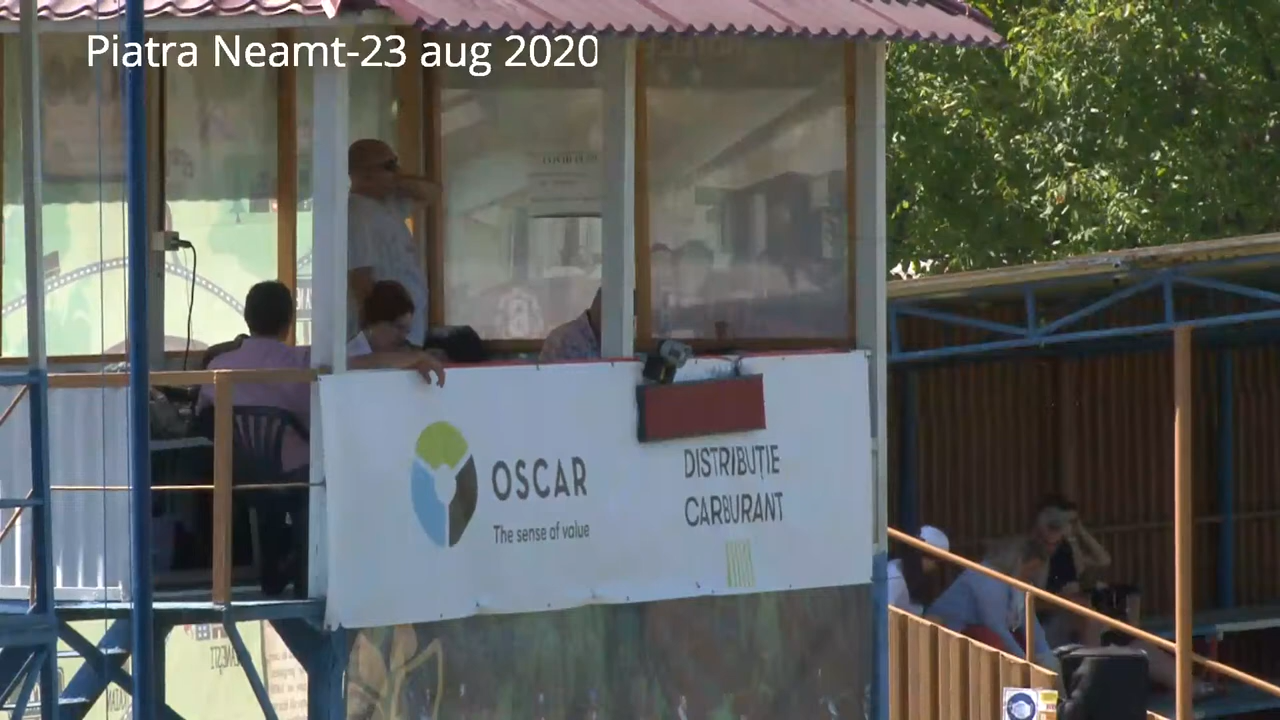 Piatra Neamt-23 aug 2020
OSCAR
The sense of value
DISTRIBUȚIE
CARBURANT